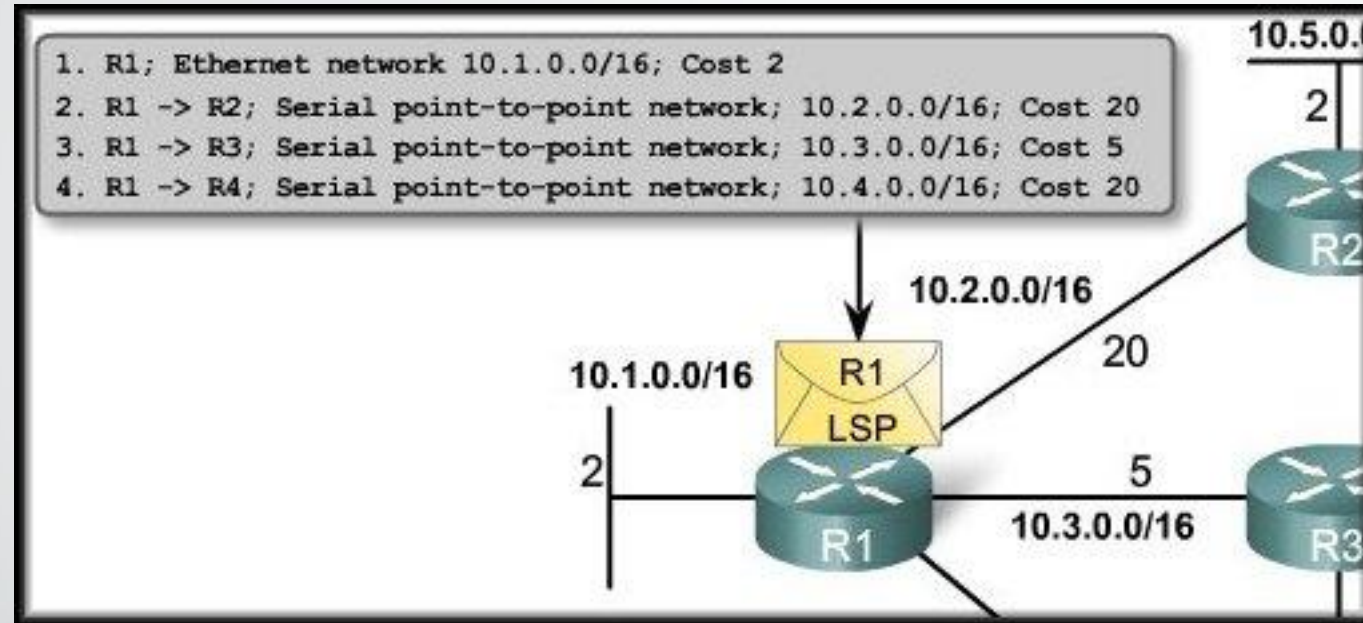 1. R1; Ethernet network 10.1.0.0/16; Cost 2
2. R1 -> R2; Serial point-to-point network; 10.2.0.0/16; Cost 20
3. R1 -> R3; Serial point-to-point network; 10.3.0.0/16; Cost 5
4. R1 -> R4; Serial point-to-point network; 10.4.0.0/16; Cost 20
10.5.0.
2
R2
10.2.0.0/16
20
10.1.0.0/16
R1
LSP
2
5
10.3.0.0/16
R1
R3